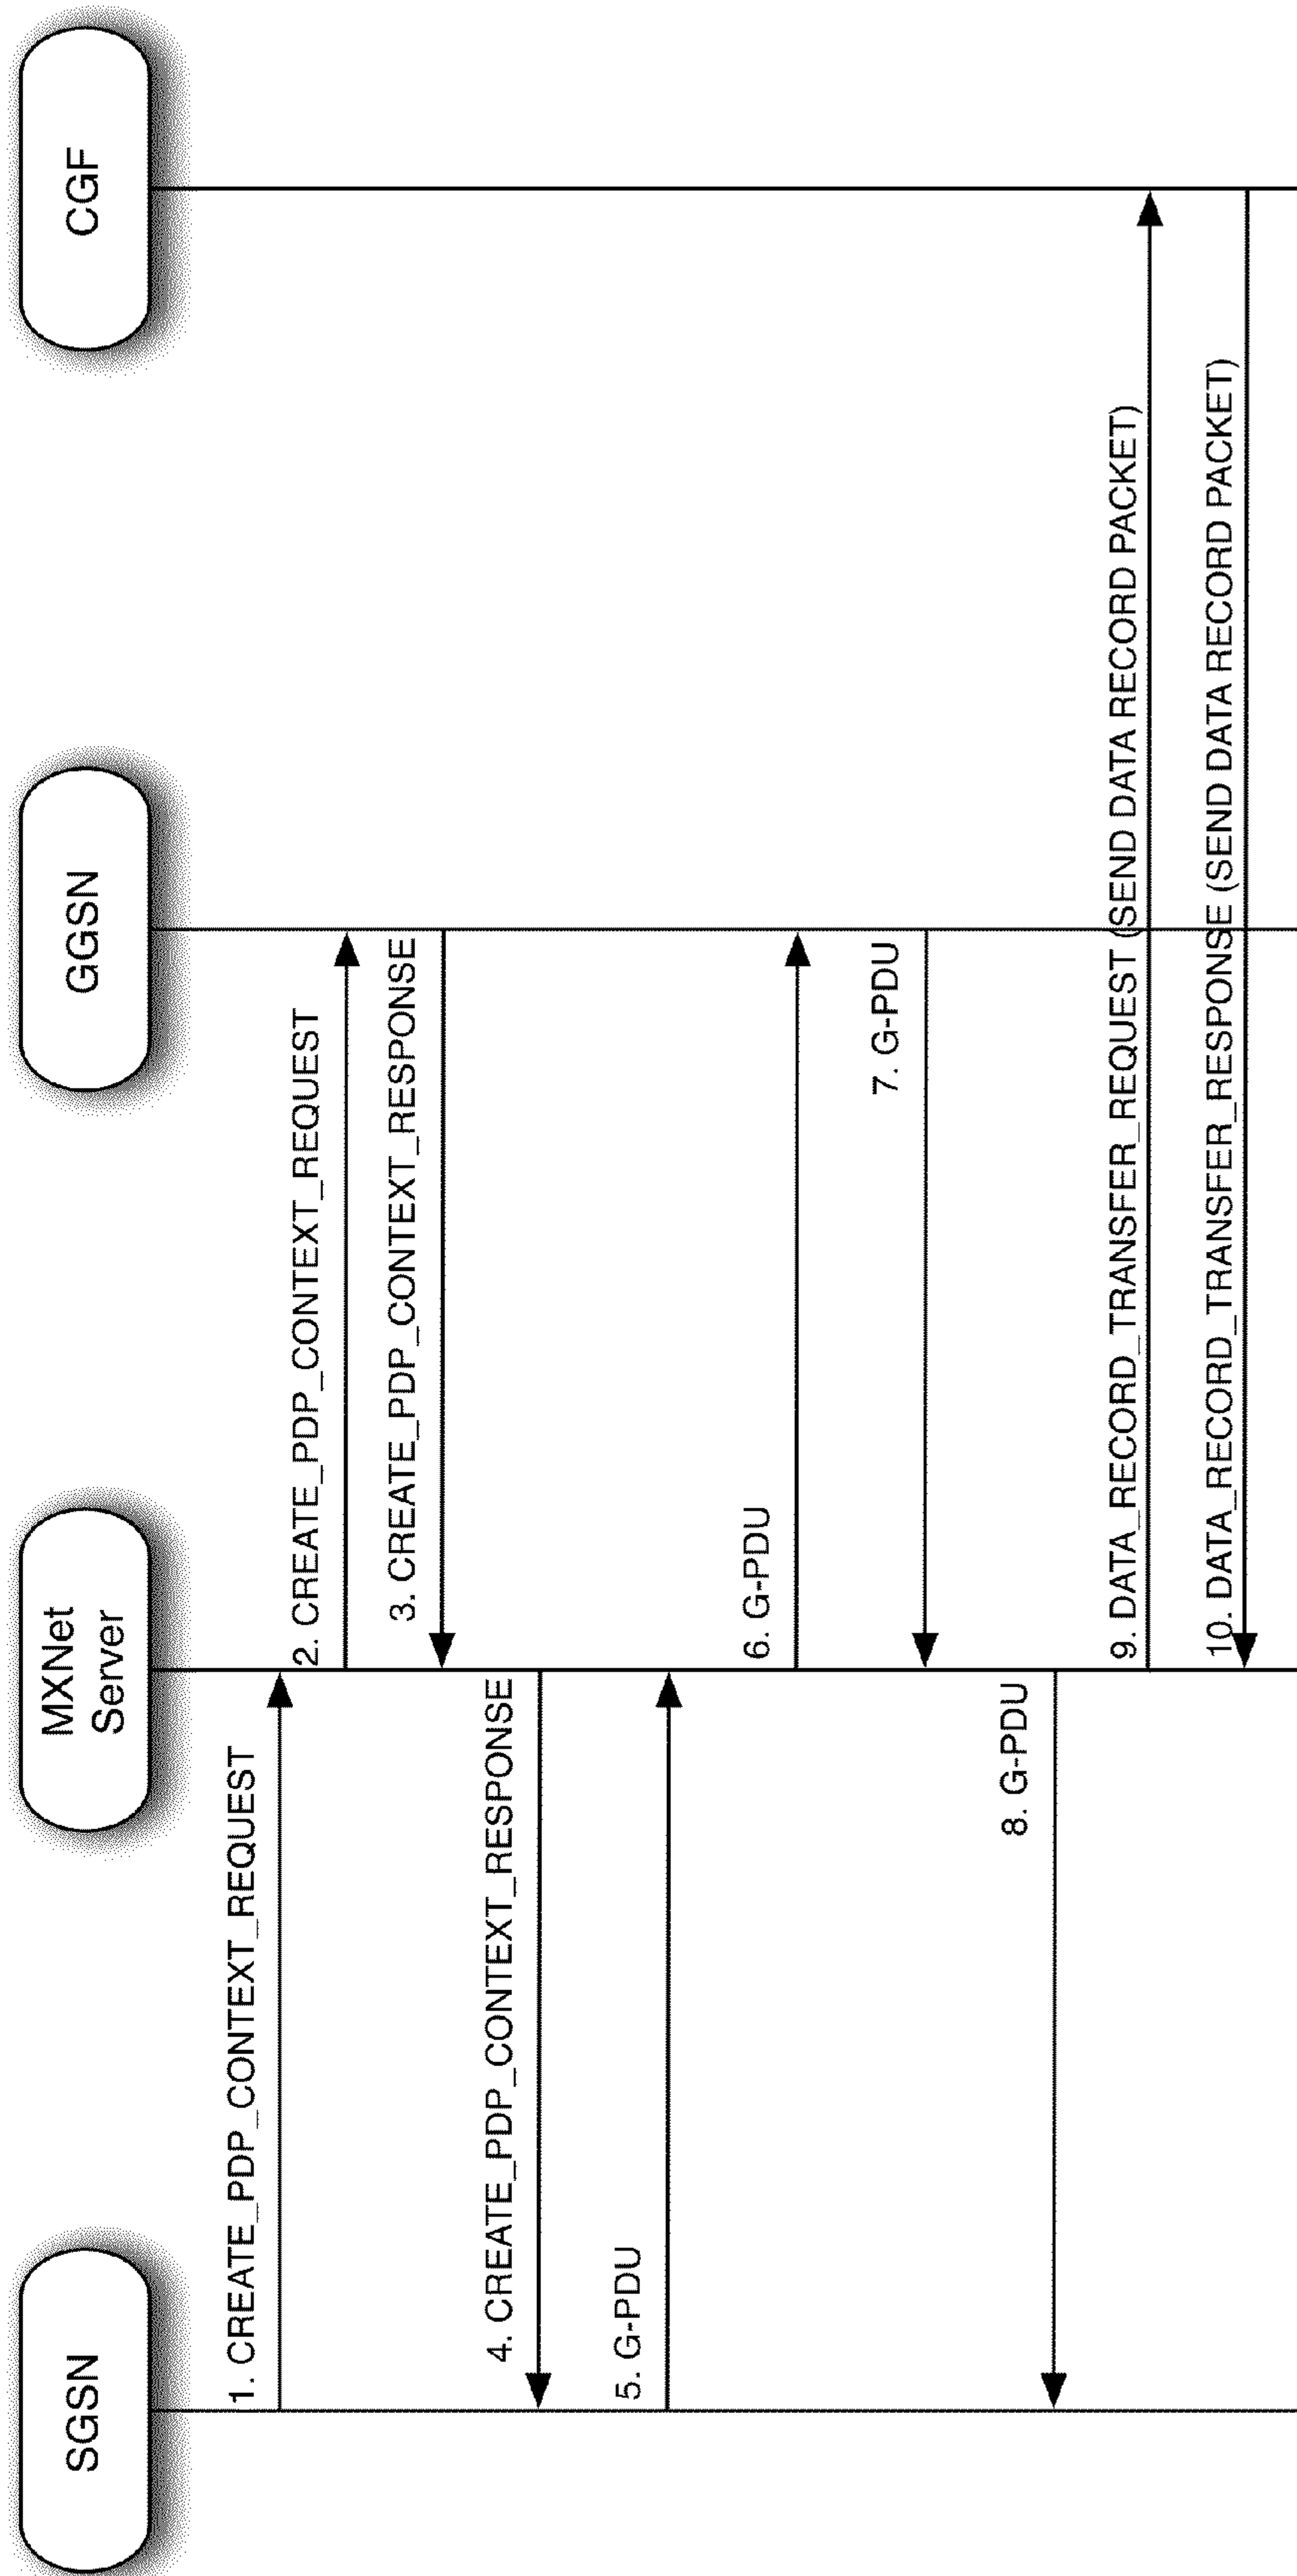 SGSN
MXNet
Server
GGSN
CGF
1. CREATE_PDP_CONTEXT_REQUEST
2. CREATE_PDP_CONTEXT_REQUEST
3. CREATE_PDP_CONTEXT_RESPONSE
4. CREATE_PDP_CONTEXT_RESPONSE
5. G-PDU
6. G-PDU
7. G-PDU
8. G-PDU
9. DATA_RECORD_TRANSFER_REQUEST (SEND DATA RECORD PACKET)
10. DATA_RECORD_TRANSFER_RESPONSE (SEND DATA RECORD PACKET)